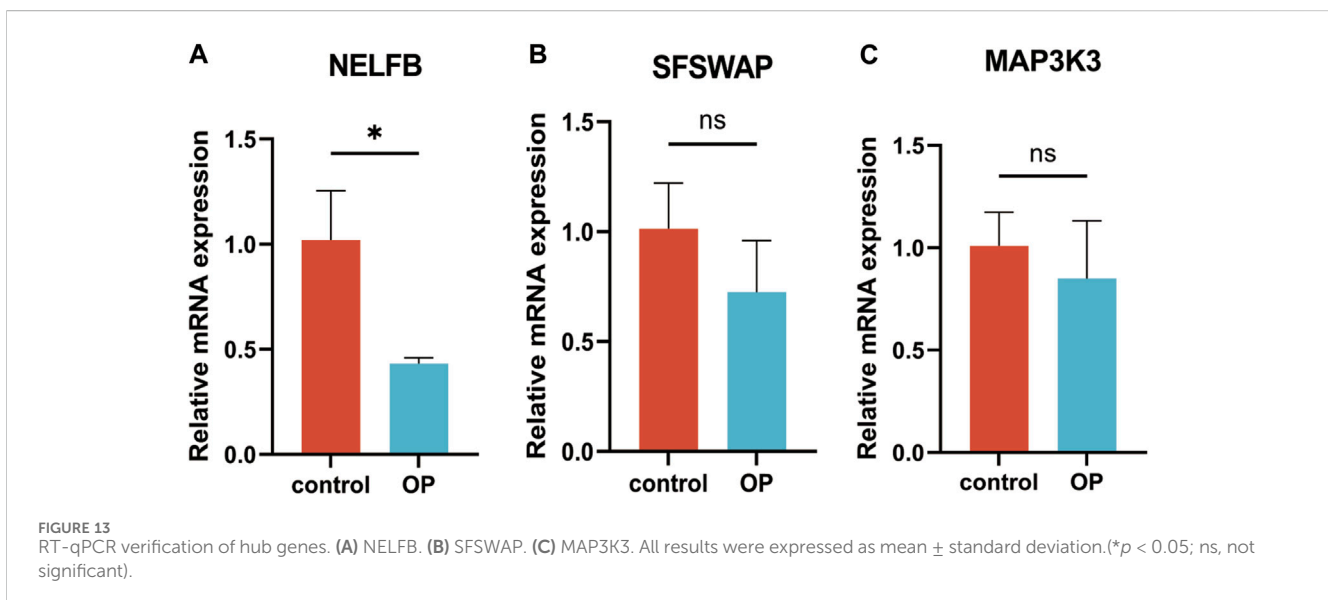 A
NELFB
Relative mRNA expression
1.5
1.0
0.5
0.0
*
control OP
B
SFSWAP
Relative mRNA expression
1.5
1.0
0.5
0.0
ns
control OP
C
MAP3K3
Relative mRNA expression
1.5
1.0
0.5
0.0
ns
control OP
FIGURE 13
RT-qPCR verification of hub genes. (A) NELFB. (B) SFSWAP. (C) MAP3K3. All results were expressed as mean ± standard deviation.(*p < 0.05; ns, not
significant).